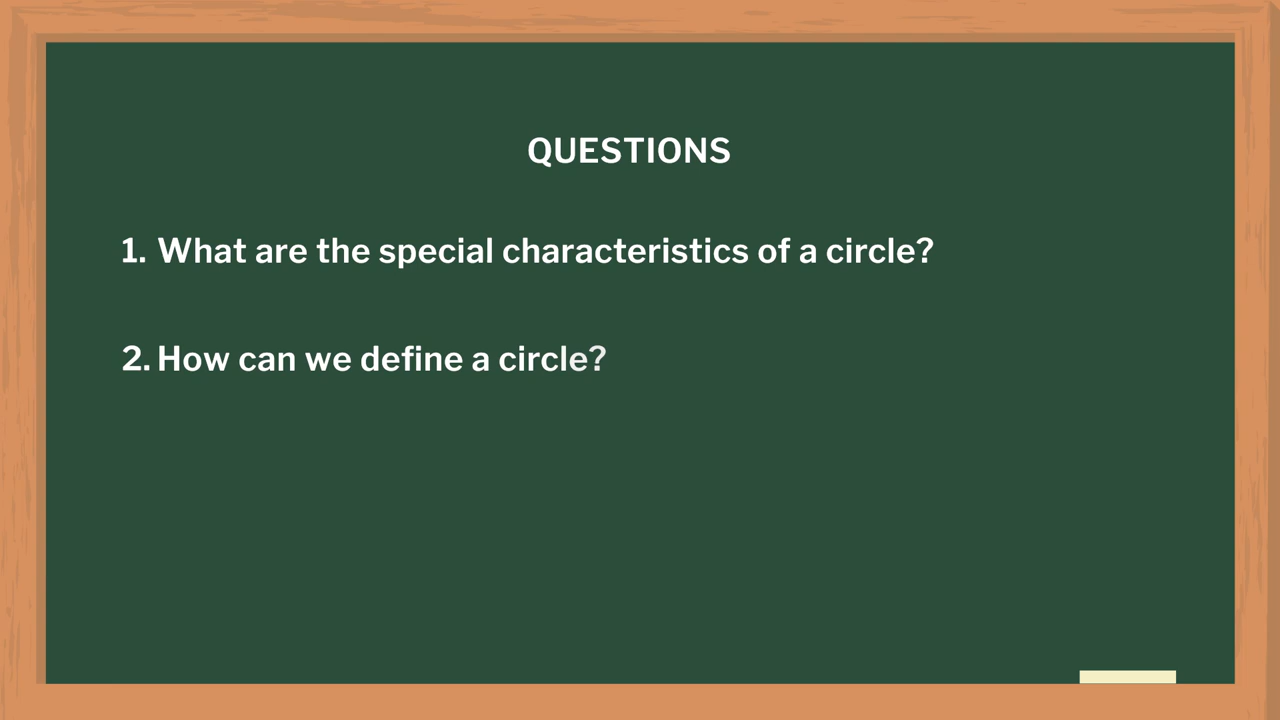 QUESTIONS
1. What are the special characteristics of a circle?
2. How can we define a circle?